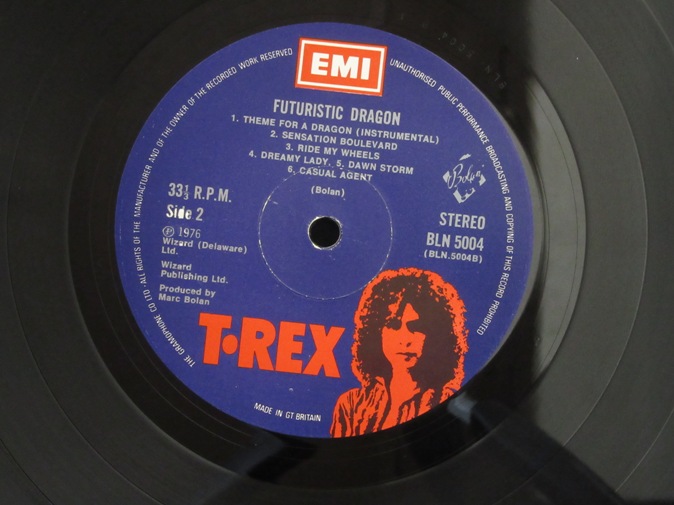 THE GRAMOPHONE CO LTD · ALL RIGHTS OF THE MANUFACTURER AND OF THE OWNER OF THE RECORDED WORK RESERVED
UNAUTHORISED PUBLIC PERFORMANCE BROADCASTING AND COPYING OF THIS RECORD PROHIBITED
EMI
FUTURISTIC DRAGON
1. THEME FOR A DRAGON (INSTRUMENTAL)
2. SENSATION BOULEVARD
3. RIDE MY WHEELS
4. DREAMY LADY. 5. DAWN STORM
6. CASUAL AGENT
(Bolan)
33⅓ R.P.M.
Side 2
℗ 1976
Wizard (Delaware)
Ltd.
Wizard
Publishing Ltd.
Produced by
Marc Bolan
Bolan
STEREO
BLN 5004
(BLN.5004B)
T·REX
MADE IN GT BRITAIN